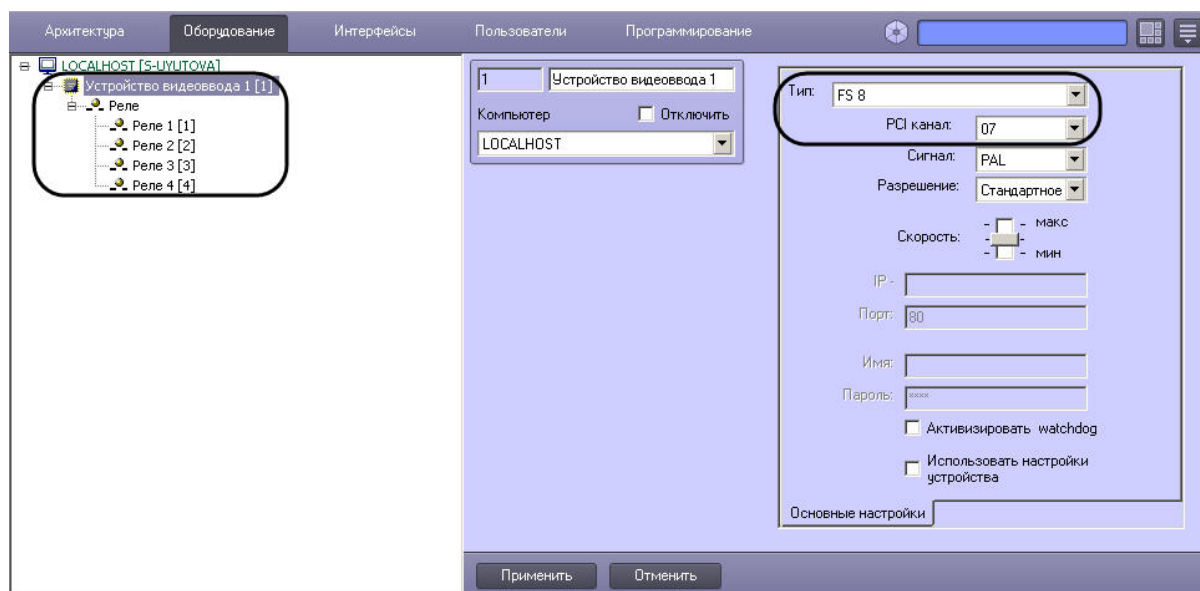 Архитектура Оборудование Интерфейсы Пользователи Программирование
LOCALHOST [S-UYUTOVA]
Устройство видеоввода 1 [1]
Реле
Реле 1 [1]
Реле 2 [2]
Реле 3 [3]
Реле 4 [4]
1 Устройство видеоввода 1
Компьютер Отключить
LOCALHOST
Тип: FS 8
PCI канал: 07
Сигнал: PAL
Разрешение: Стандартное
Скорость: макс
мин
IP -
Порт: 80
Имя:
Пароль: ××××
Активизировать watchdog
Использовать настройки
устройства
Основные настройки
Применить Отменить